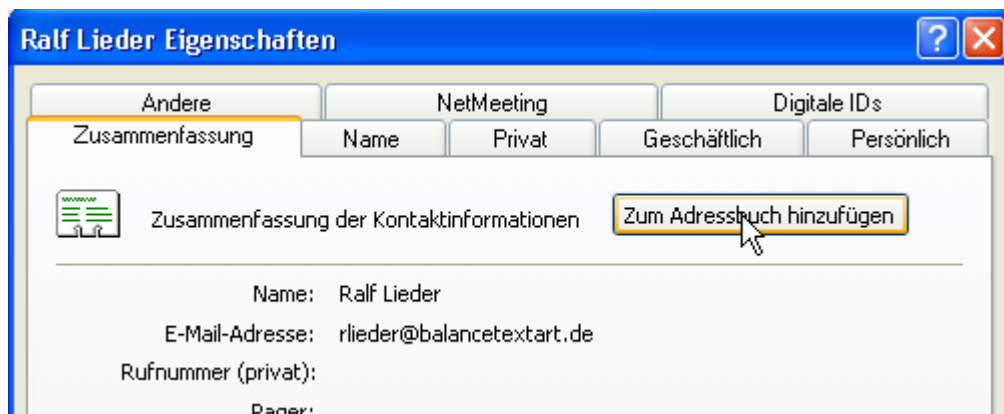 Ralf Lieder Eigenschaften
Andere NetMeeting Digitale IDs
Zusammenfassung Name Privat Geschäftlich Persönlich
Zusammenfassung der Kontaktinformationen Zum Adressbuch hinzufügen
Name: Ralf Lieder
E-Mail-Adresse: rlieder@balancetextart.de
Rufnummer (privat):
Pager: